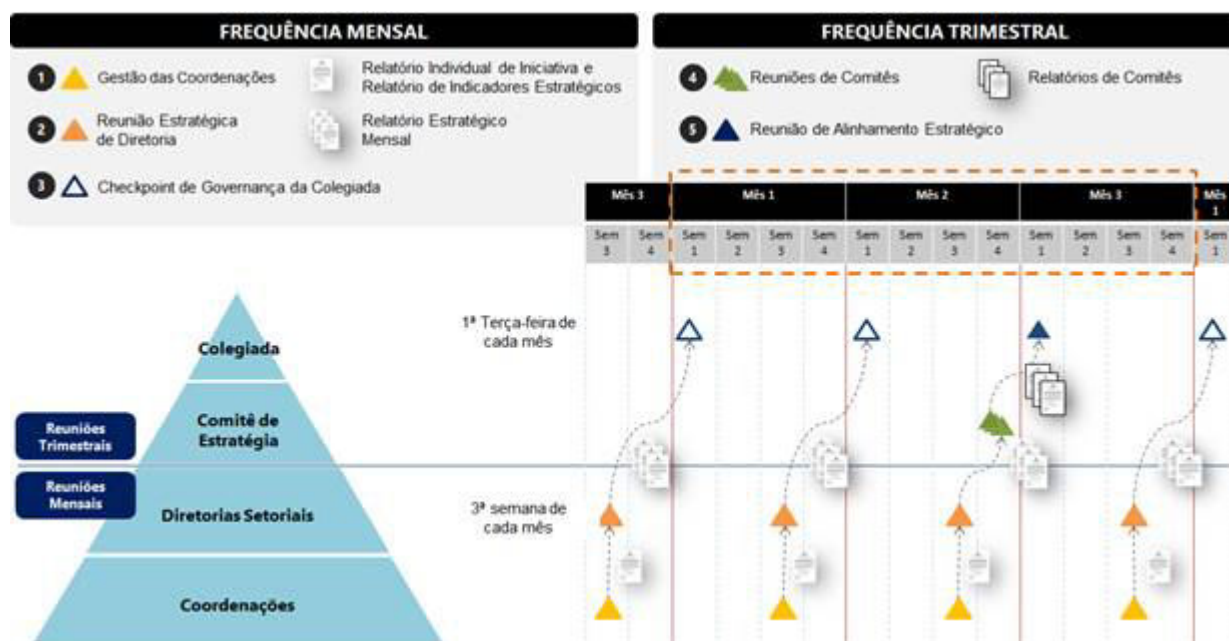 FREQUÊNCIA MENSAL
1 Gestão das Coordenações
Relatório Individual de Iniciativa e
Relatório de Indicadores Estratégicos
2 Reunião Estratégica
de Diretoria
Relatório Estratégico
Mensal
3 Checkpoint de Governança da Colegiada
FREQUÊNCIA TRIMESTRAL
4 Reuniões de Comitês
Relatórios de Comitês
5 Reunião de Alinhamento Estratégico
Mês 3 Mês 1 Mês 2 Mês 3 Mês
1
Sem Sem Sem Sem Sem Sem Sem Sem Sem Sem Sem Sem Sem Sem Sem
3 4 1 2 3 4 1 2 3 4 1 2 3 4 1
1ª Terça-feira de
cada mês
Colegiada
Comitê de
Estratégia
Reuniões
Trimestrais
Reuniões
Mensais
Diretorias Setoriais
3ª semana de
cada mês
Coordenações